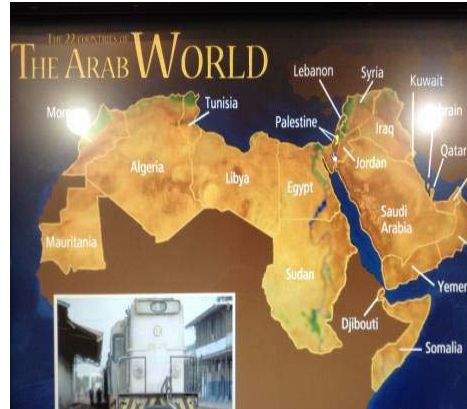 THE 22 COUNTRIES OF
THE ARAB WORLD
Lebanon
Syria
Kuwait
Tunisia
Palestine
Iraq
Jordan
Qatar
Algeria
Libya
Egypt
Saudi
Arabia
Mauritania
Sudan
Yemen
Djibouti
Somalia